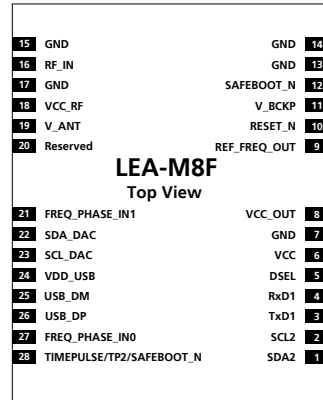 15 GND GND 14
16 RF_IN GND 13
17 GND SAFEBOOT_N 12
18 VCC_RF V_BCKP 11
19 V_ANT RESET_N 10
20 Reserved REF_FREQ_OUT 9
LEA-M8F
Top View
21 FREQ_PHASE_IN1 VCC_OUT 8
22 SDA_DAC GND 7
23 SCL_DAC VCC 6
24 VDD_USB DSEL 5
25 USB_DM RxD1 4
26 USB_DP TxD1 3
27 FREQ_PHASE_IN0 SCL2 2
28 TIMEPULSE/TP2/SAFEBOOT_N SDA2 1